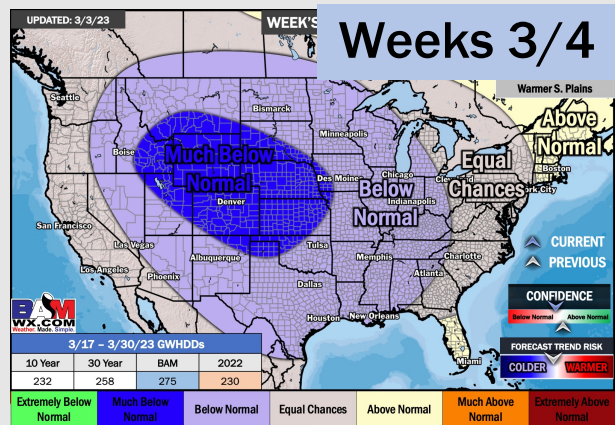 UPDATED: 3/3/23
WEEK'S
Weeks 3/4
Warmer S. Plains
Seattle
Bismarck
Minneapolis
Boise
Much Below
Normal
Denver
Des Moine
Chicago
Indianapolis
Below
Normal
Equal
Chances
Above
Normal
Boston
York City
San Francisco
Las Vegas
Los Angeles
Phoenix
Albuquerque
Tulsa
Memphis
Charlotte
Atlanta
Dallas
Houston
New Orleans
Miami
CURRENT
PREVIOUS
CONFIDENCE
Below Normal
Above Normal
FORECAST TREND RISK
COLDER
WARMER
BAM
WX.COM
Weather. Made. Simple.
3/17 – 3/30/23 GWHDDs
10 Year 30 Year BAM 2022
232 258 275 230
Extremely Below
Normal
Much Below
Normal
Below Normal
Equal Chances
Above Normal
Much Above
Normal
Extremely Above
Normal